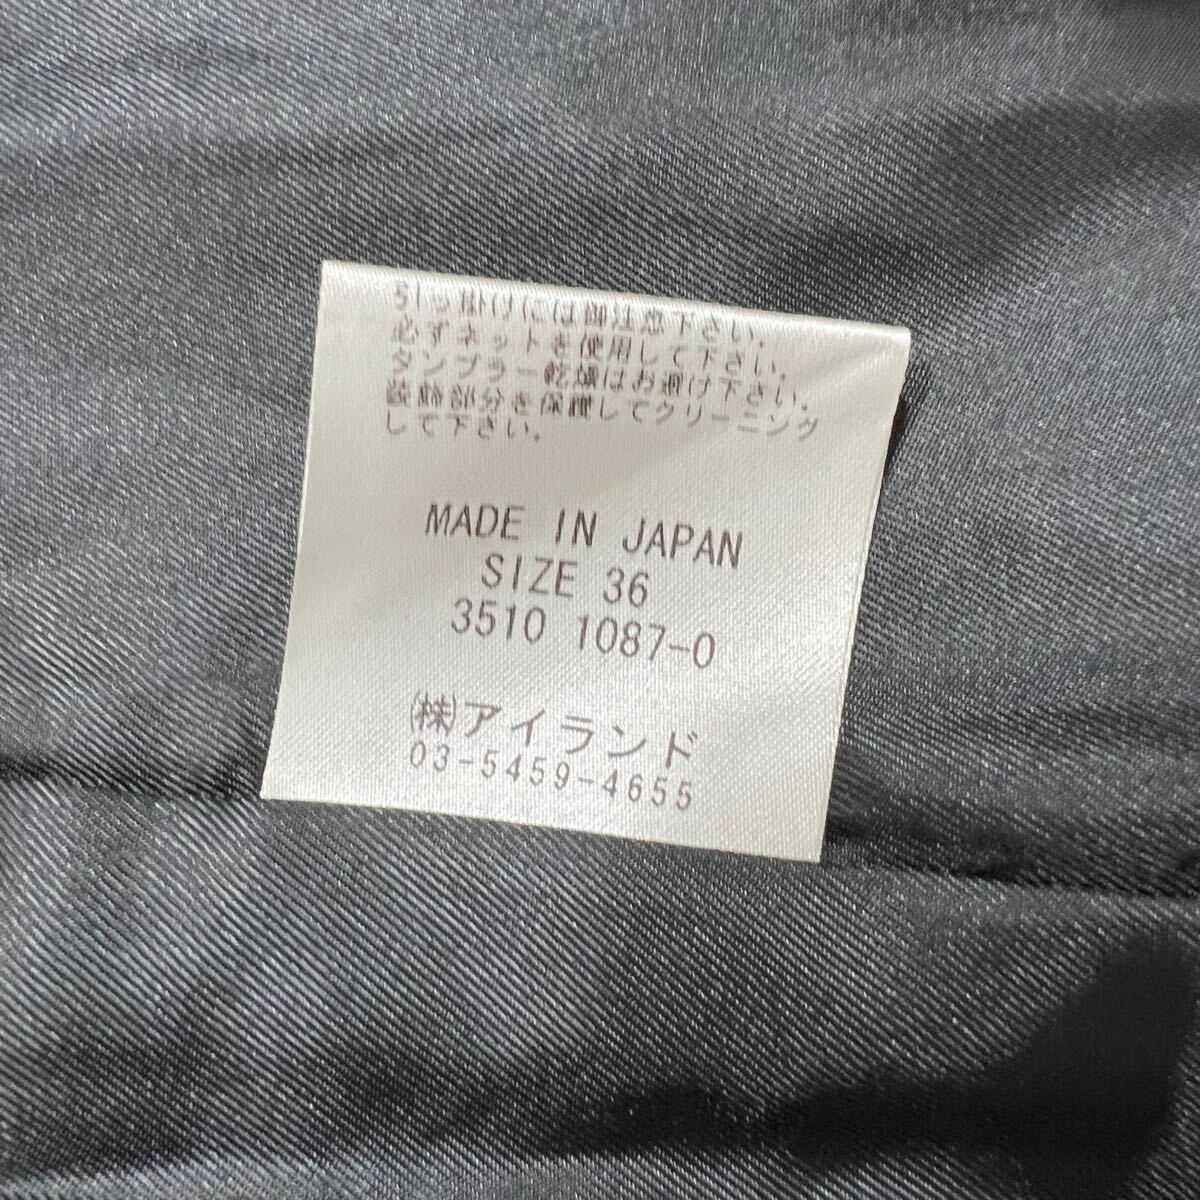 引っ掛けには御注意下さい.
必ずネットを使用して下さい.
タンブラー乾燥はお避け下さい.
装飾部分を保護してクリーニング
して下さい.
MADE IN JAPAN
SIZE 36
3510 1087-0
㈱アイランド
03-5459-4655